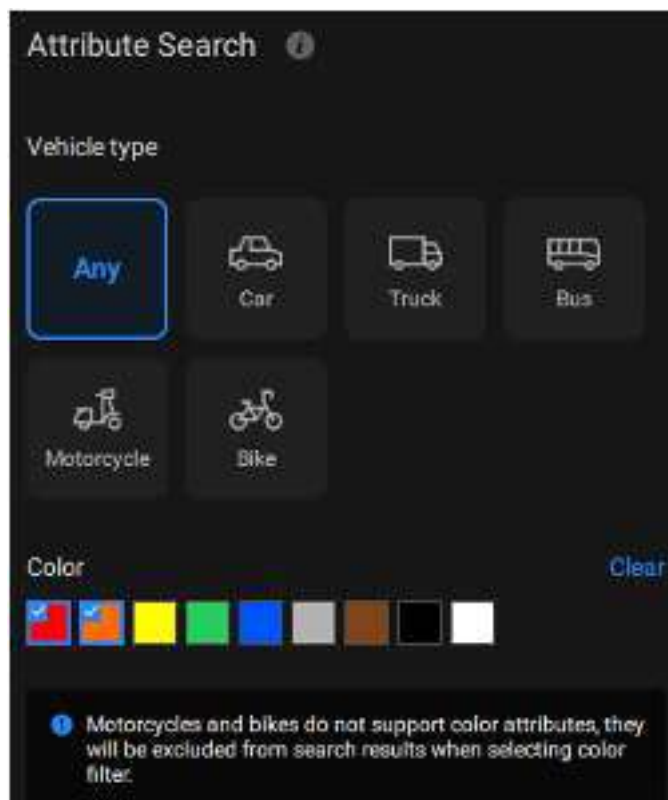 Attribute Search
Vehicle type
Any
Car
Truck
Bus
Motorcycle
Bike
Color
Clear
Motorcycles and bikes do not support color attributes, they
will be excluded from search results when selecting color
filter.